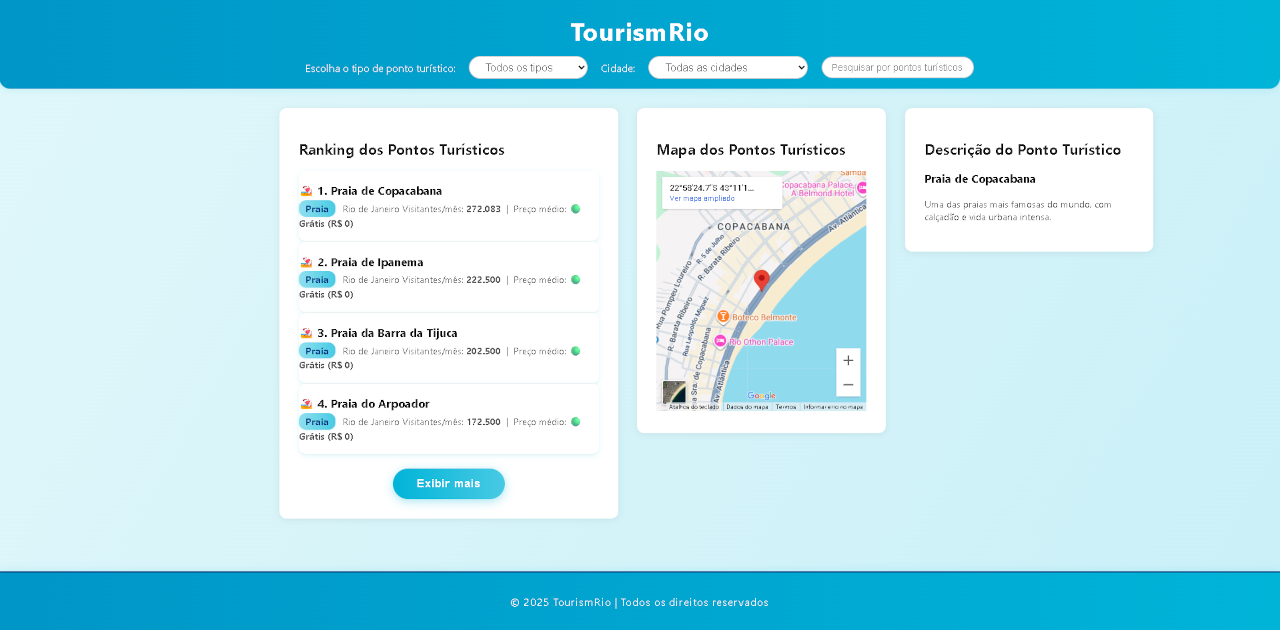 TourismRio
Escolha o tipo de ponto turístico:
Todos os tipos
Cidade:
Todas as cidades
Pesquisar por pontos turísticos
Ranking dos Pontos Turísticos
1. Praia de Copacabana
Praia Rio de Janeiro Visitantes/mês: 272.083 | Preço médio:
Grátis (R$ 0)
2. Praia de Ipanema
Praia Rio de Janeiro Visitantes/mês: 222.500 | Preço médio:
Grátis (R$ 0)
3. Praia da Barra da Tijuca
Praia Rio de Janeiro Visitantes/mês: 202.500 | Preço médio:
Grátis (R$ 0)
4. Praia do Arpoador
Praia Rio de Janeiro Visitantes/mês: 172.500 | Preço médio:
Grátis (R$ 0)
Exibir mais
Mapa dos Pontos Turísticos
22°58'24.7"S 43°11'1...
Ver mapa ampliado
Samba
Copacabana Palace,
A Belmond Hotel
Av. Atlântica
COPACABANA
R. 5 de Julho
R. Barata Ribeiro
Rua Pompeu Loureiro
R. Barata Ribeiro
Rua Leopoldo Miguez
Boteco Belmonte
Rio Othon Palace
Sra. de Copacabana
Av. Atlântica
Google
Atalhos do teclado
Dados do mapa
Termos
Informar erro no mapa
Descrição do Ponto Turístico
Praia de Copacabana
Uma das praias mais famosas do mundo, com
calçadão e vida urbana intensa.
© 2025 TourismRio | Todos os direitos reservados